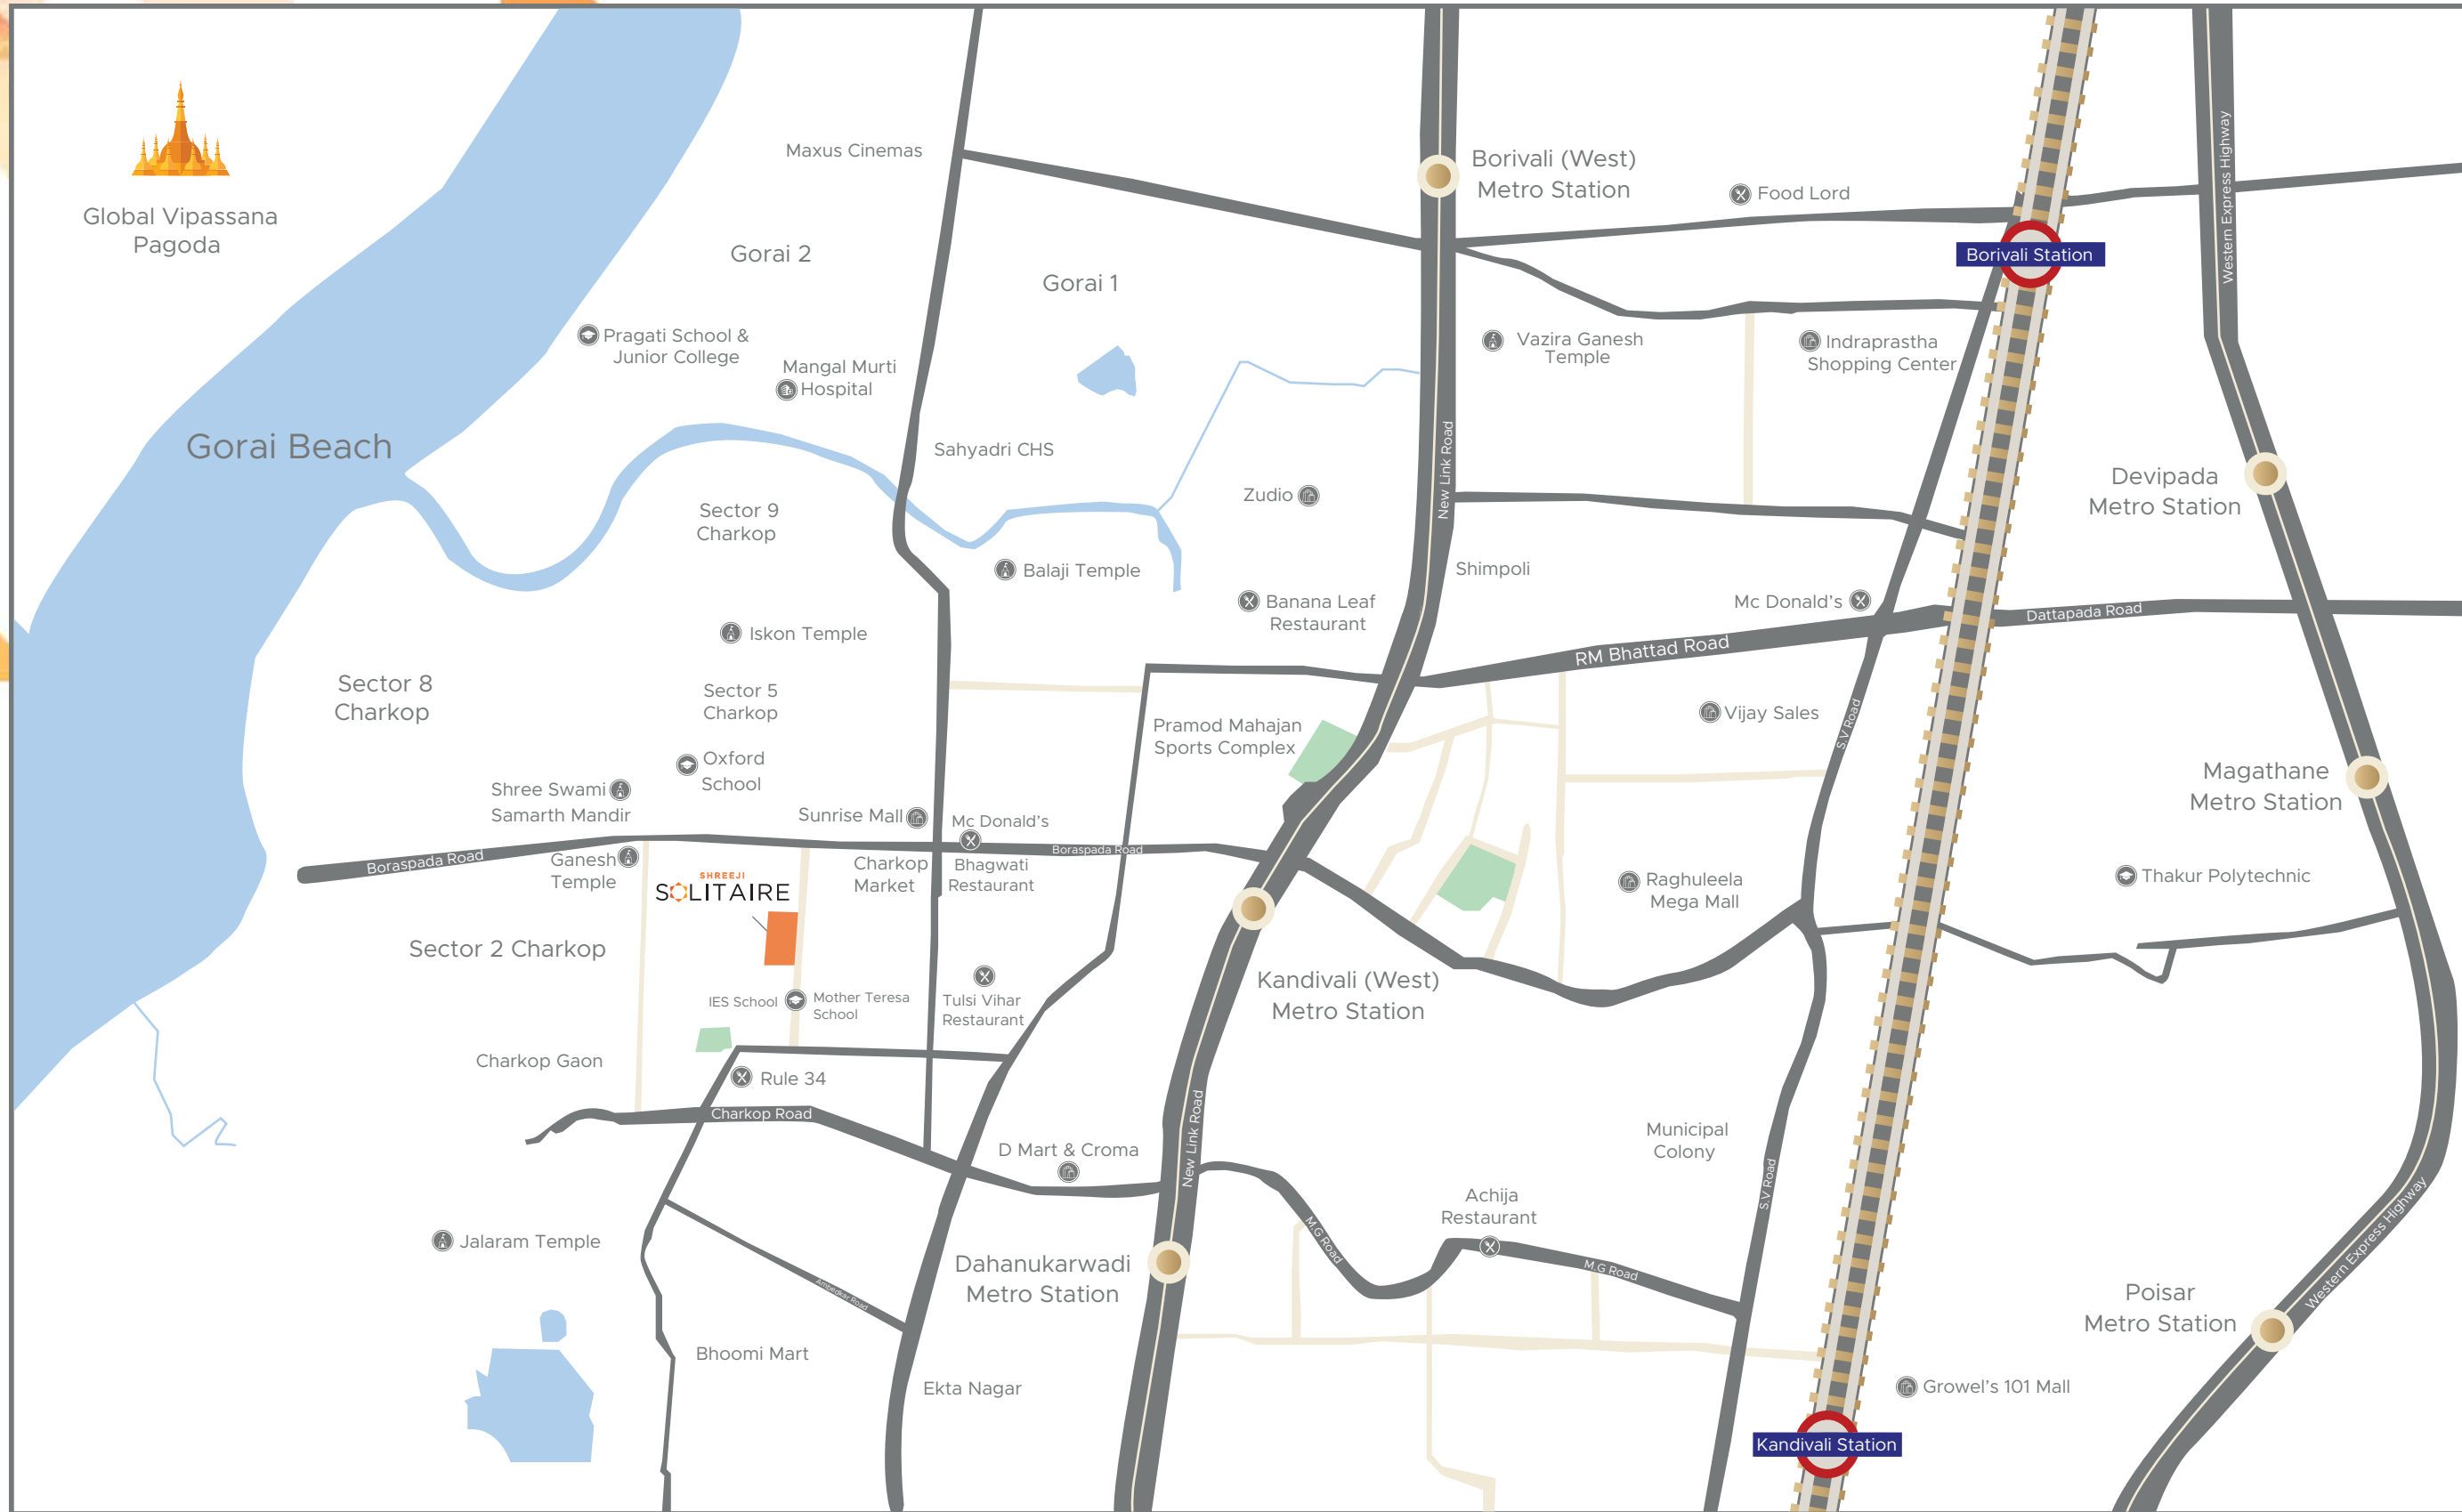 Global Vipassana
Pagoda
Gorai Beach
Maxus Cinemas
Gorai 2
Gorai 1
Pragati School &
Junior College
Mangal Murti
Hospital
Sahyadri CHS
Sector 9
Charkop
Zudio
Balaji Temple
Banana Leaf
Restaurant
Iskon Temple
Sector 8
Charkop
Sector 5
Charkop
Oxford
School
Shree Swami
Samarth Mandir
Sunrise Mall
Mc Donald's
Boraspada Road
Boraspada Road
Ganesh
Temple
SHREEJI
SOLITAIRE
Charkop
Market
Bhagwati
Restaurant
Sector 2 Charkop
IES School
Mother Teresa
School
Tulsi Vihar
Restaurant
Charkop Gaon
Rule 34
Charkop Road
D Mart & Croma
Jalaram Temple
Ambedkar Road
Bhoomi Mart
Ekta Nagar
Dahanukarwadi
Metro Station
New Link Road
Kandivali (West)
Metro Station
Pramod Mahajan
Sports Complex
New Link Road
Borivali (West)
Metro Station
Food Lord
Borivali Station
Western Express Highway
Vazira Ganesh
Temple
Indraprastha
Shopping Center
Devipada
Metro Station
Shimpoli
Mc Donald's
RM Bhattad Road
Dattapada Road
Vijay Sales
S.V Road
Magathane
Metro Station
Raghuleela
Mega Mall
Thakur Polytechnic
Municipal
Colony
S.V Road
Achija
Restaurant
M.G Road
M.G Road
Poisar
Metro Station
Western Express Highway
Growel's 101 Mall
Kandivali Station